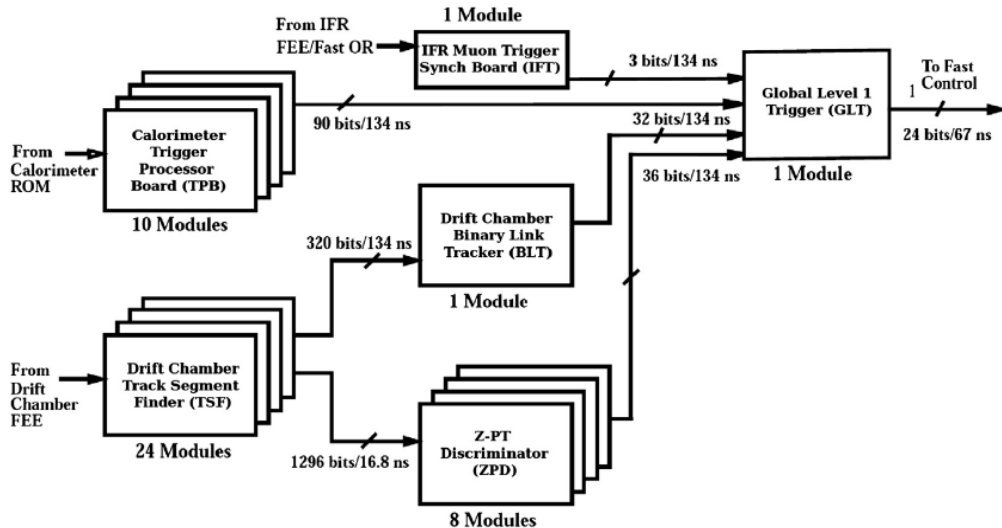 1 Module
From IFR
FEE/Fast OR
IFR Muon Trigger
Synch Board (IFT)
3 bits/134 ns
To Fast
Control
1
Global Level 1
Trigger (GLT)
24 bits/67 ns
1 Module
90 bits/134 ns
32 bits/134 ns
36 bits/134 ns
From
Calorimeter
ROM
Calorimeter
Trigger
Processor
Board (TPB)
10 Modules
320 bits/134 ns
Drift Chamber
Binary Link
Tracker (BLT)
1 Module
From
Drift
Chamber
FEE
Drift Chamber
Track Segment
Finder (TSF)
24 Modules
1296 bits/16.8 ns
Z-PT
Discriminator
(ZPD)
8 Modules